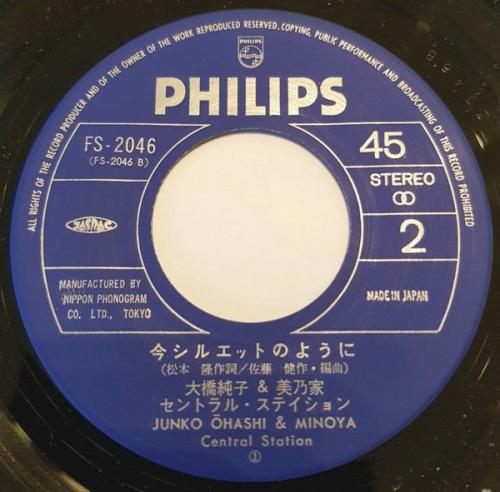 ALL RIGHTS OF THE RECORD PRODUCER AND OF THE OWNER OF THE WORK REPRODUCED RESERVED. COPYING, PUBLIC PERFORMANCE AND BROADCASTING OF THIS RECORD PROHIBITED
PHILIPS
PHILIPS
FS-2046
(FS-2046 B)
45
STEREO
2
JASRAC
MANUFACTURED BY
NIPPON PHONOGRAM
CO. LTD., TOKYO
MADE IN JAPAN
今シルエットのように
(松本 隆作詞/佐藤 健作・編曲)
大橋純子 & 美乃家
セントラル・ステイション
JUNKO ŌHASHI & MINOYA
Central Station
①